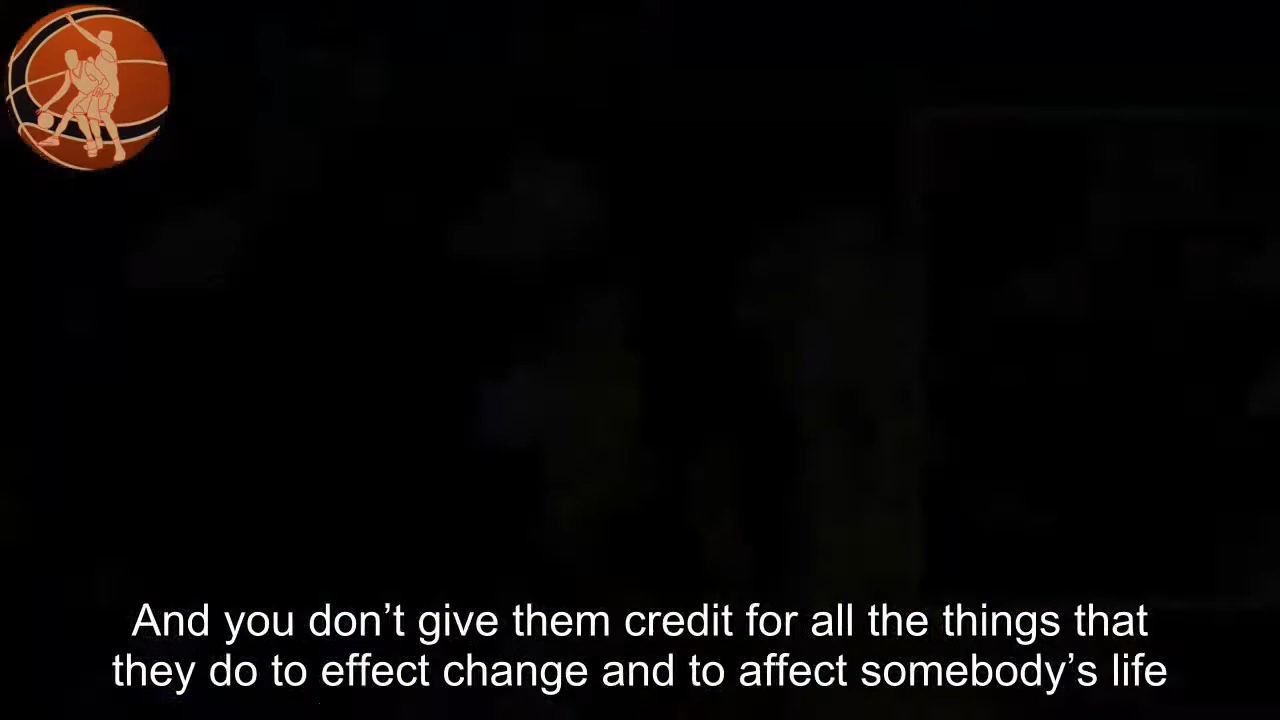 And you don’t give them credit for all the things that
they do to effect change and to affect somebody’s life